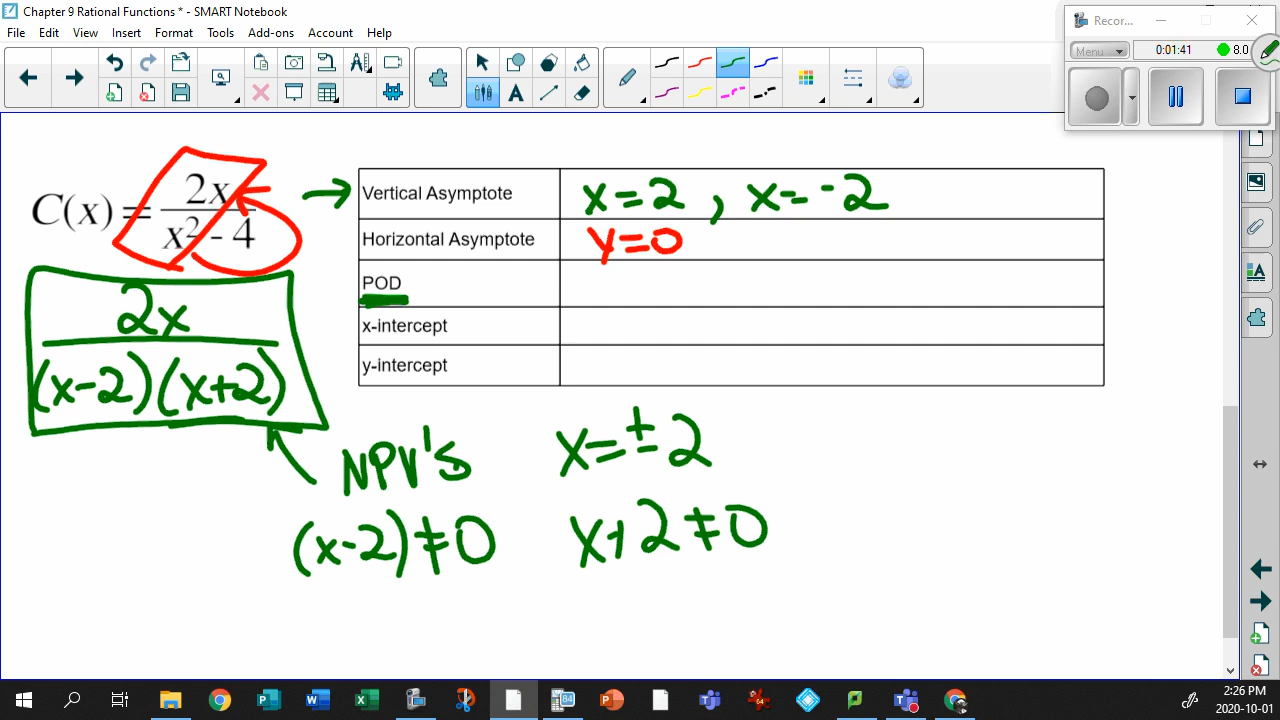 Chapter 9 Rational Functions * - SMART Notebook
File Edit View Insert Format Tools Add-ons Account Help
Recor...
Menu 0:01:41 8.0
C(x) = 2x / x² - 4
Vertical Asymptote x=2 , x=-2
Horizontal Asymptote y=0
POD
x-intercept
y-intercept
2x
(x-2)(x+2)
NPV's x=±2
(x-2)≠0 x+2≠0
2:26 PM
2020-10-01